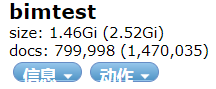 bimtest
size: 1.46Gi (2.52Gi)
docs: 799,998 (1,470,035)
信息 动作